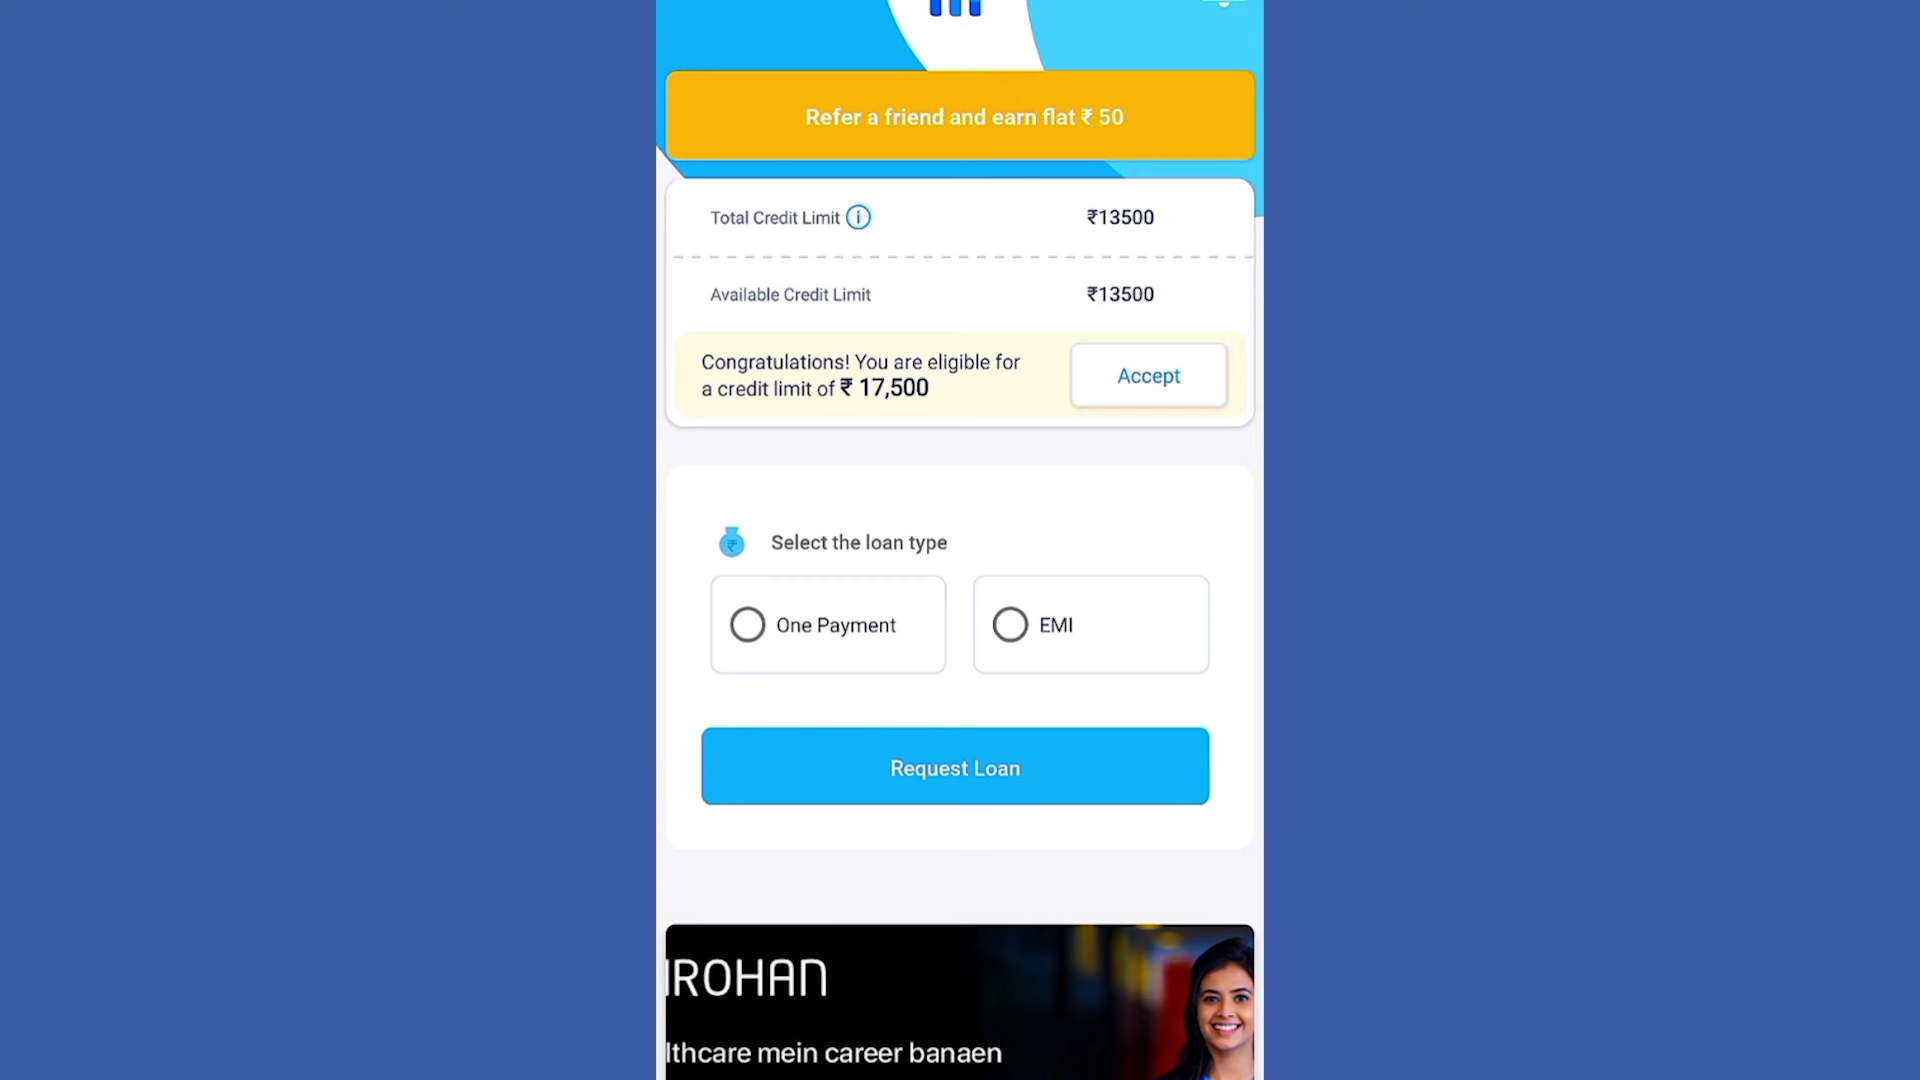 Refer a friend and earn flat ₹ 50
Total Credit Limit ₹13500
Available Credit Limit ₹13500
Congratulations! You are eligible for
a credit limit of ₹ 17,500
Accept
Select the loan type
One Payment
EMI
Request Loan
IROHAN
lthcare mein career banaen